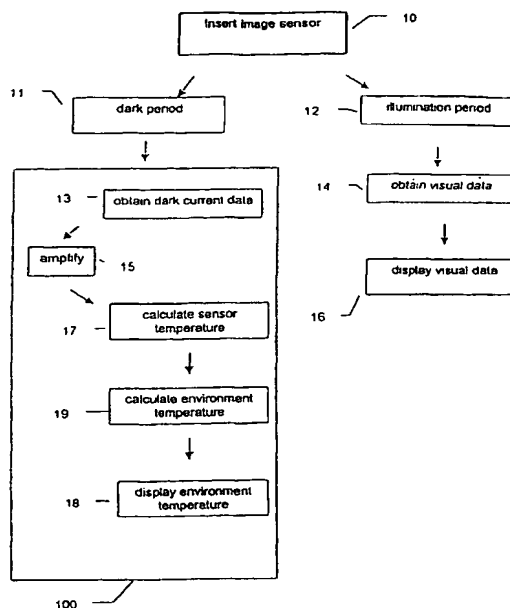 Insert image sensor
10
11
dark period
12
illumination period
13
obtain dark current data
14
obtain visual data
amplify
15
16
display visual data
17
calculate sensor
temperature
19
calculate environment
temperature
18
display environment
temperature
100